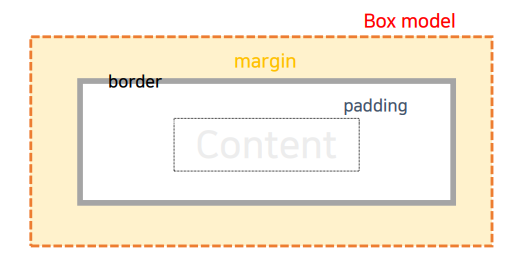 Box model
margin
border
padding
Content